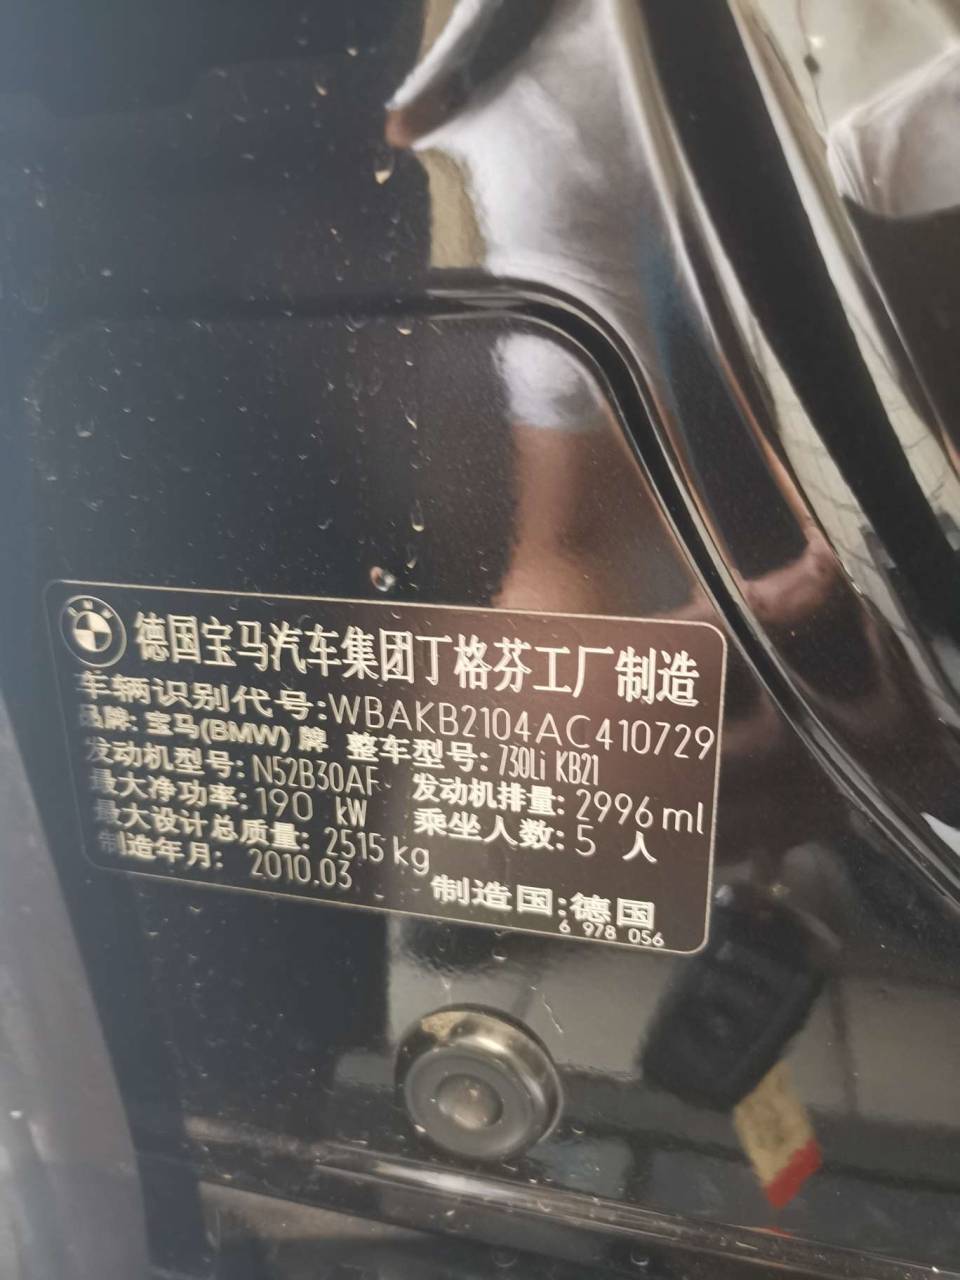 德国宝马汽车集团丁格芬工厂制造
车辆识别代号:WBAKB2104AC410729
品牌: 宝马(BMW) 牌 整车型号: 730Li KB21
发动机型号: N52B30AF 发动机排量: 2996 ml
最大净功率: 190 kW 乘坐人数: 5 人
最大设计总质量: 2515 kg
制造年月: 2010.03 制造国: 德国
6 978 056